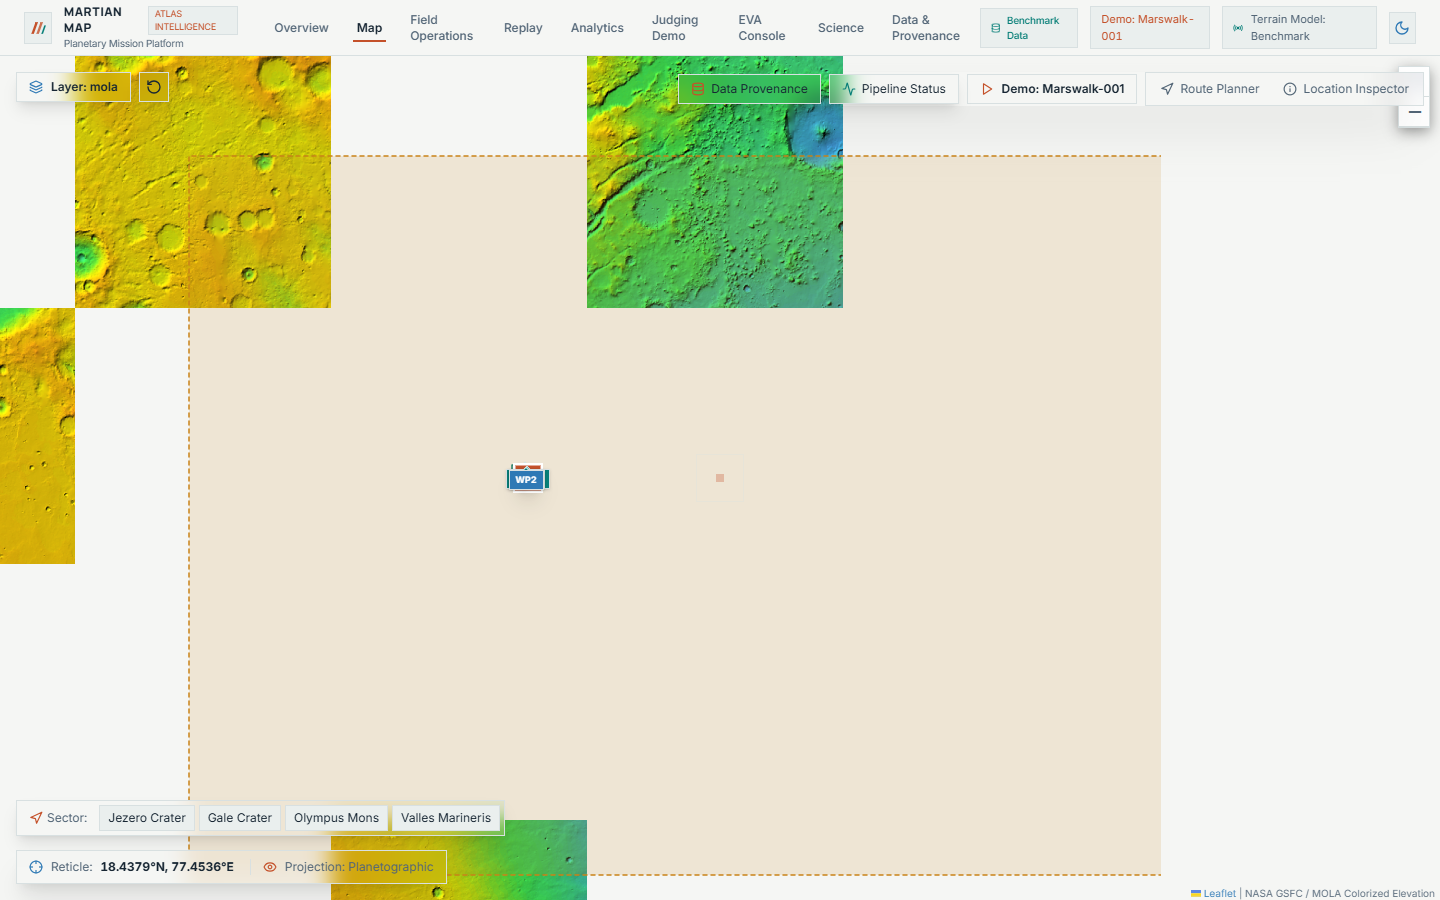 MARTIAN
MAP
ATLAS
INTELLIGENCE
Planetary Mission Platform
Overview
Map
Field
Operations
Replay
Analytics
Judging
Demo
EVA
Console
Science
Data &
Provenance
Benchmark
Data
Demo: Marswalk-
001
Terrain Model:
Benchmark
Layer: mola
Data Provenance
Pipeline Status
Demo: Marswalk-001
Route Planner
Location Inspector
WP2
Sector:
Jezero Crater
Gale Crater
Olympus Mons
Valles Marineris
Reticle: 18.4379°N, 77.4536°E
Projection: Planetographic
Leaflet | NASA GSFC / MOLA Colorized Elevation